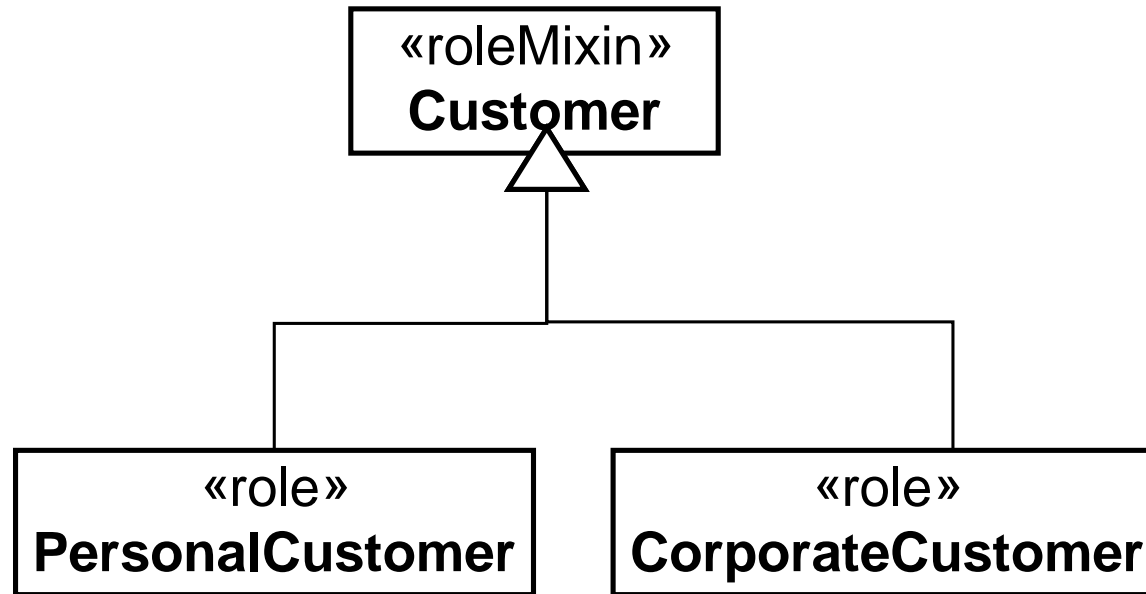 «roleMixin»
Customer
«role»
PersonalCustomer
«role»
CorporateCustomer